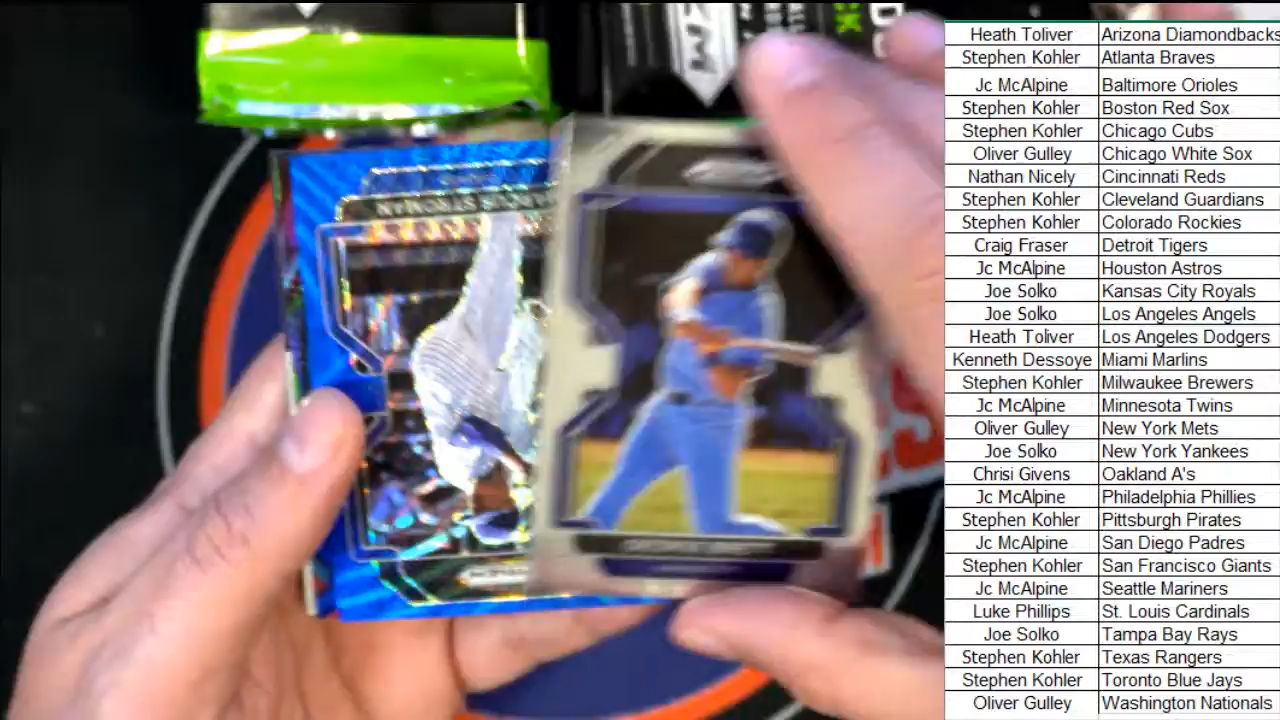 Heath Toliver Arizona Diamondbacks
Stephen Kohler Atlanta Braves
Jc McAlpine Baltimore Orioles
Stephen Kohler Boston Red Sox
Stephen Kohler Chicago Cubs
Oliver Gulley Chicago White Sox
Nathan Nicely Cincinnati Reds
Stephen Kohler Cleveland Guardians
Stephen Kohler Colorado Rockies
Craig Fraser Detroit Tigers
Jc McAlpine Houston Astros
Joe Solko Kansas City Royals
Joe Solko Los Angeles Angels
Heath Toliver Los Angeles Dodgers
Kenneth Dessoye Miami Marlins
Stephen Kohler Milwaukee Brewers
Jc McAlpine Minnesota Twins
Oliver Gulley New York Mets
Joe Solko New York Yankees
Chrisi Givens Oakland A's
Jc McAlpine Philadelphia Phillies
Stephen Kohler Pittsburgh Pirates
Jc McAlpine San Diego Padres
Stephen Kohler San Francisco Giants
Jc McAlpine Seattle Mariners
Luke Phillips St. Louis Cardinals
Joe Solko Tampa Bay Rays
Stephen Kohler Texas Rangers
Stephen Kohler Toronto Blue Jays
Oliver Gulley Washington Nationals